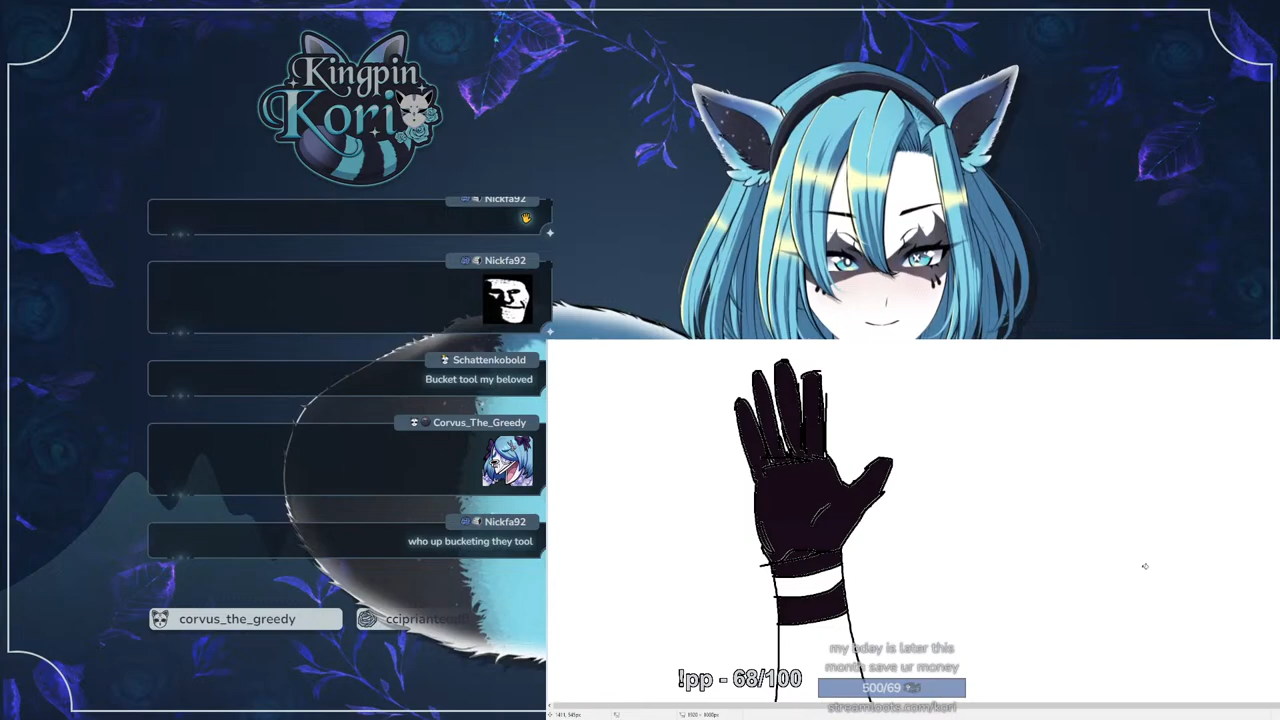 Kingpin
Kori
Nickfa92
Nickfa92
Schattenkobold
Bucket tool my beloved
Corvus_The_Greedy
Nickfa92
who up bucketing they tool
corvus_the_greedy
!pp - 68/100
my bday is later this
month save ur money
500/69
streamloots.com/kori